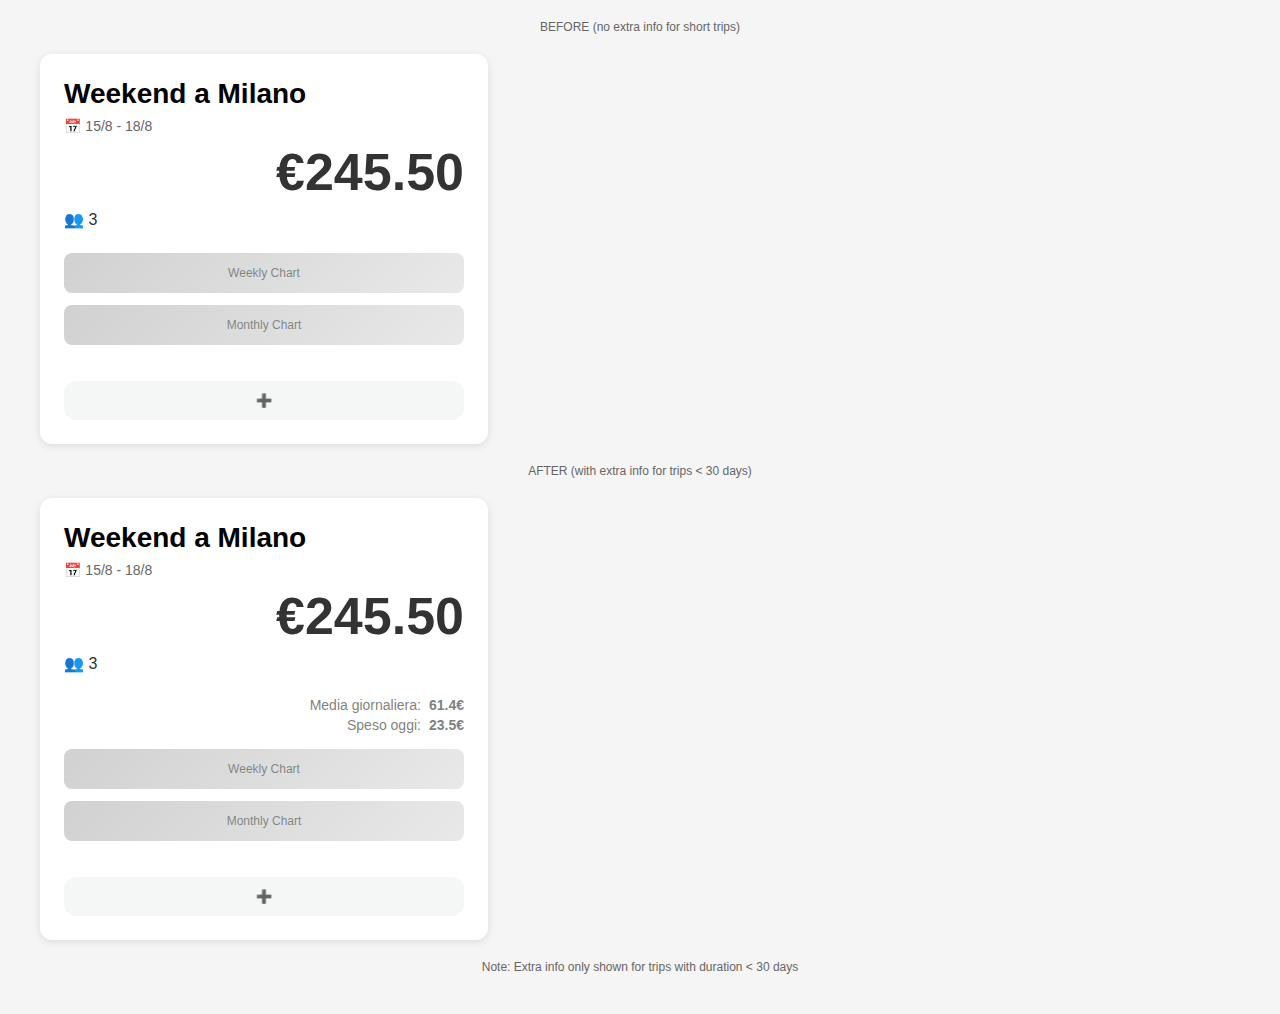 BEFORE (no extra info for short trips)
Weekend a Milano
📅 15/8 - 18/8
€245.50
👥 3
Weekly Chart
Monthly Chart
➕
AFTER (with extra info for trips < 30 days)
Weekend a Milano
📅 15/8 - 18/8
€245.50
👥 3
Media giornaliera: 61.4€
Speso oggi: 23.5€
Weekly Chart
Monthly Chart
➕
Note: Extra info only shown for trips with duration < 30 days